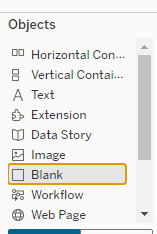 Objects
Horizontal Con...
Vertical Contai...
Text
Extension
Data Story
Image
Blank
Workflow
Web Page